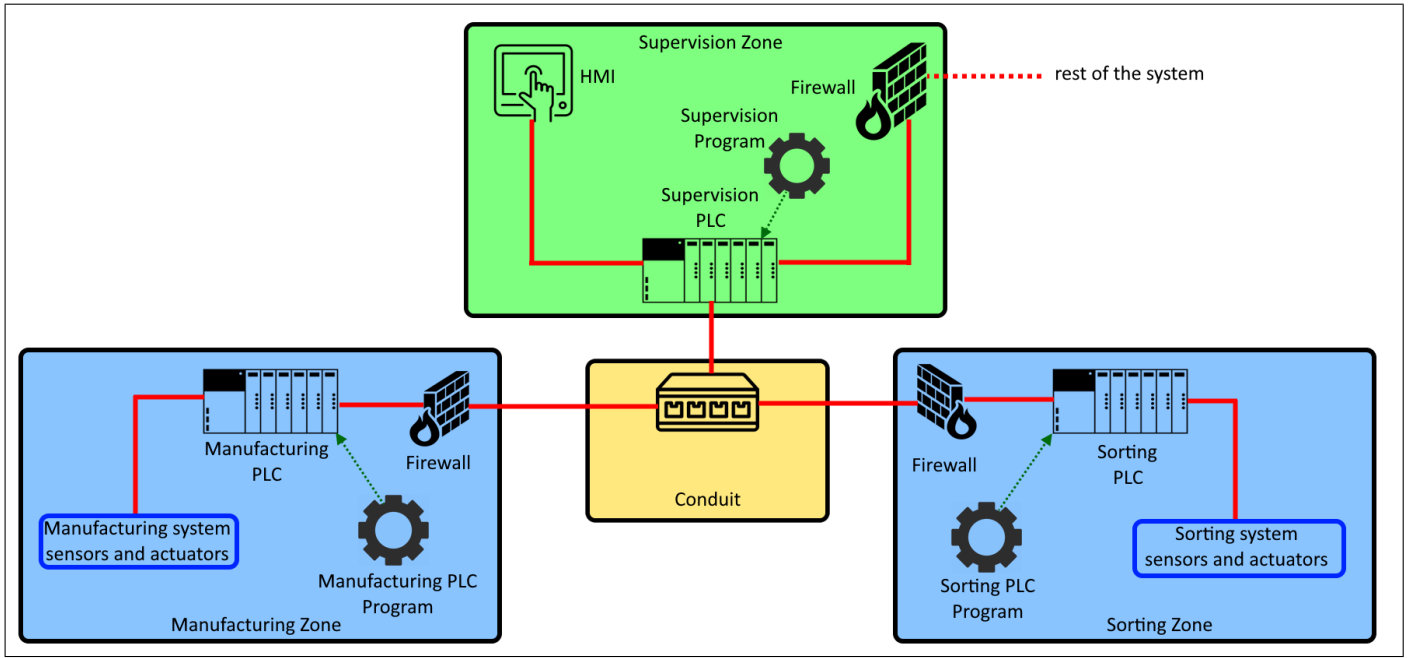 Supervision Zone
HMI
Firewall
rest of the system
Supervision
Program
Supervision
PLC
Manufacturing
PLC
Firewall
Manufacturing system
sensors and actuators
Manufacturing PLC
Program
Manufacturing Zone
Conduit
Firewall
Sorting
PLC
Sorting system
sensors and actuators
Sorting PLC
Program
Sorting Zone